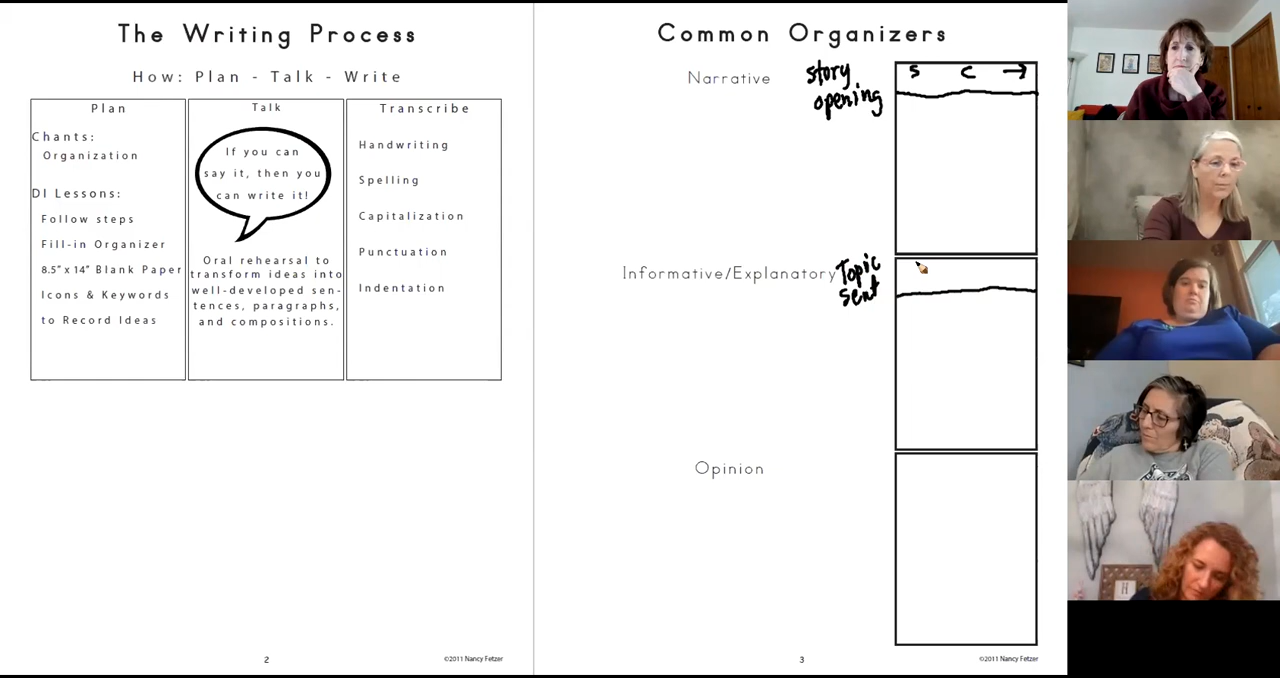 The Writing Process
How: Plan - Talk - Write
Plan
Chants:
Organization
DI Lessons:
Follow steps
Fill-in Organizer
8.5" x 14" Blank Paper
Icons & Keywords
to Record Ideas
Talk
If you can
say it, then you
can write it!
Oral rehearsal to
transform ideas into
well-developed sen-
tences, paragraphs,
and compositions.
Transcribe
Handwriting
Spelling
Capitalization
Punctuation
Indentation
2
©2011 Nancy Fetzer
Common Organizers
Narrative
story
opening
S C →
Informative/Explanatory
Topic
sent
Opinion
3
©2011 Nancy Fetzer
H